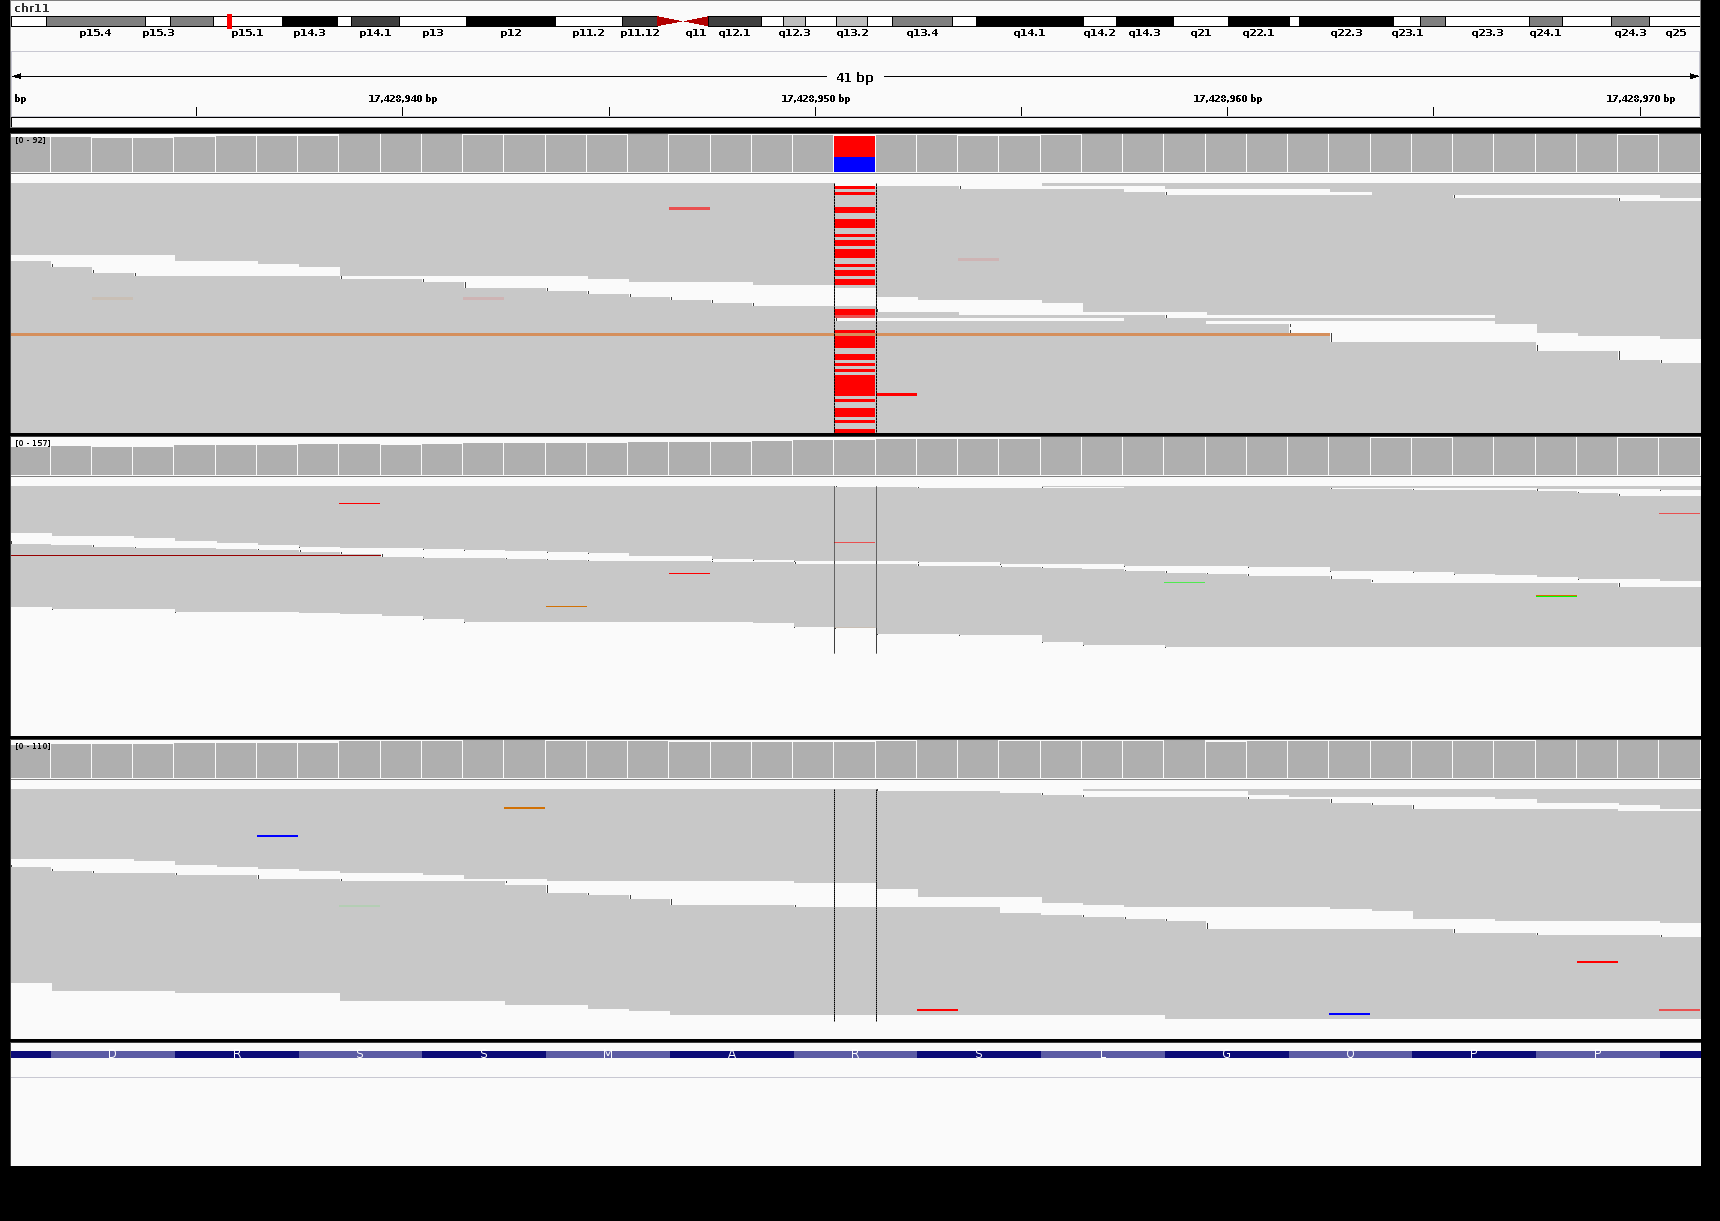 chr11
p15.4 p15.3 p15.1 p14.3 p14.1 p13 p12 p11.2 p11.12 q11 q12.1 q12.3 q13.2 q13.4 q14.1 q14.2 q14.3 q21 q22.1 q22.3 q23.1 q23.3 q24.1 q24.3 q25
41 bp
bp 17,428,940 bp 17,428,950 bp 17,428,960 bp 17,428,970 bp
[0 - 92]
[0 - 157]
[0 - 110]
D R S S M A R S L G Q P P